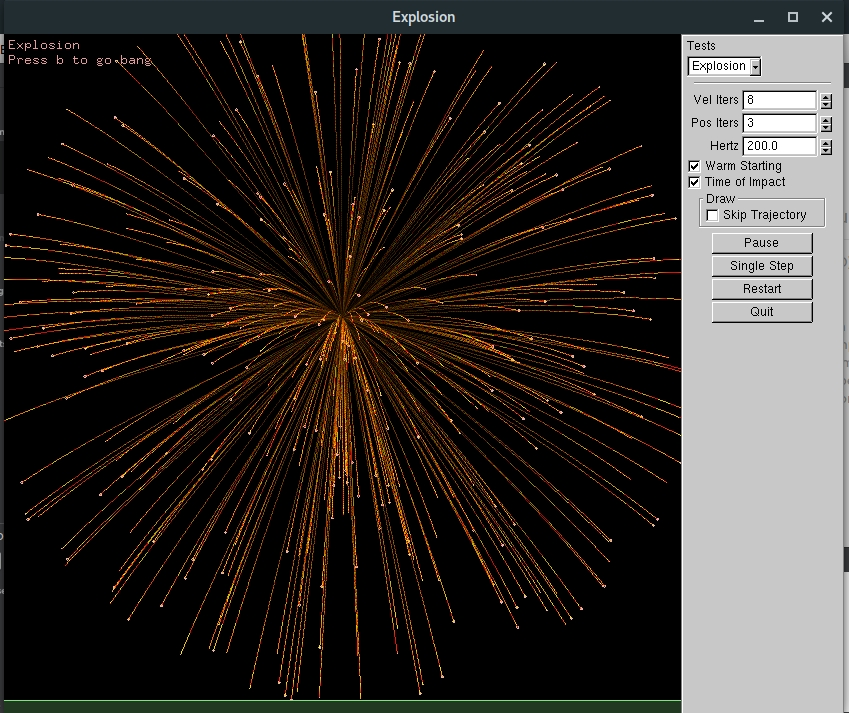 Explosion
Explosion
Press b to go bang
Tests
Explosion
Vel Iters 8
Pos Iters 3
Hertz 200.0
Warm Starting
Time of Impact
Draw
Skip Trajectory
Pause
Single Step
Restart
Quit